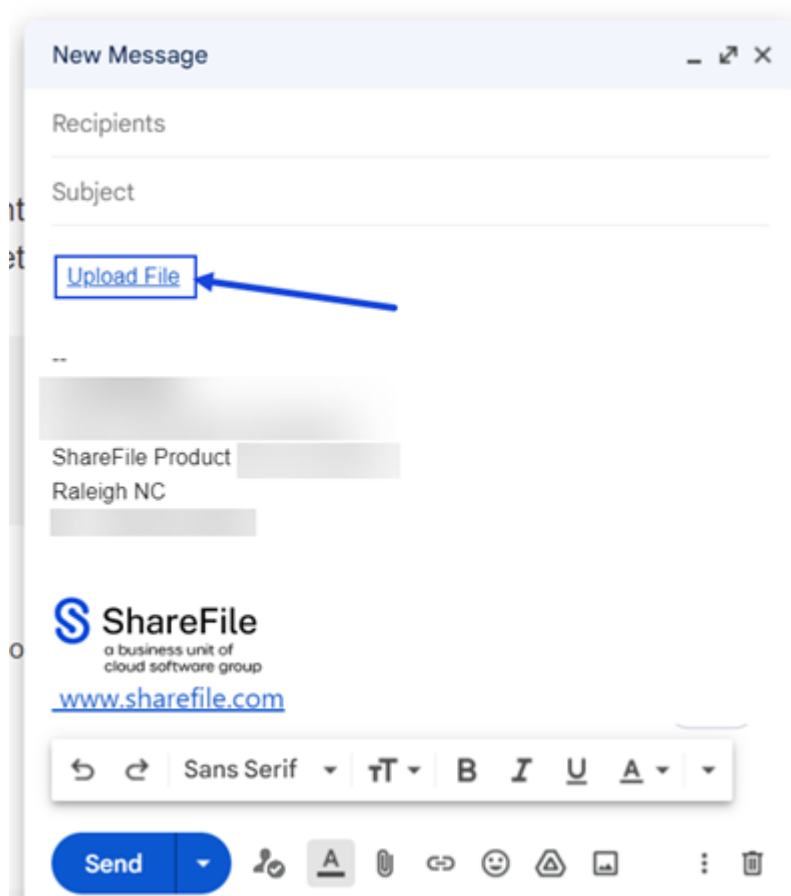 New Message
Recipients
Subject
Upload File
--
ShareFile Product
Raleigh NC
ShareFile
a business unit of
cloud software group
www.sharefile.com
Sans Serif
B I U A
Send
A